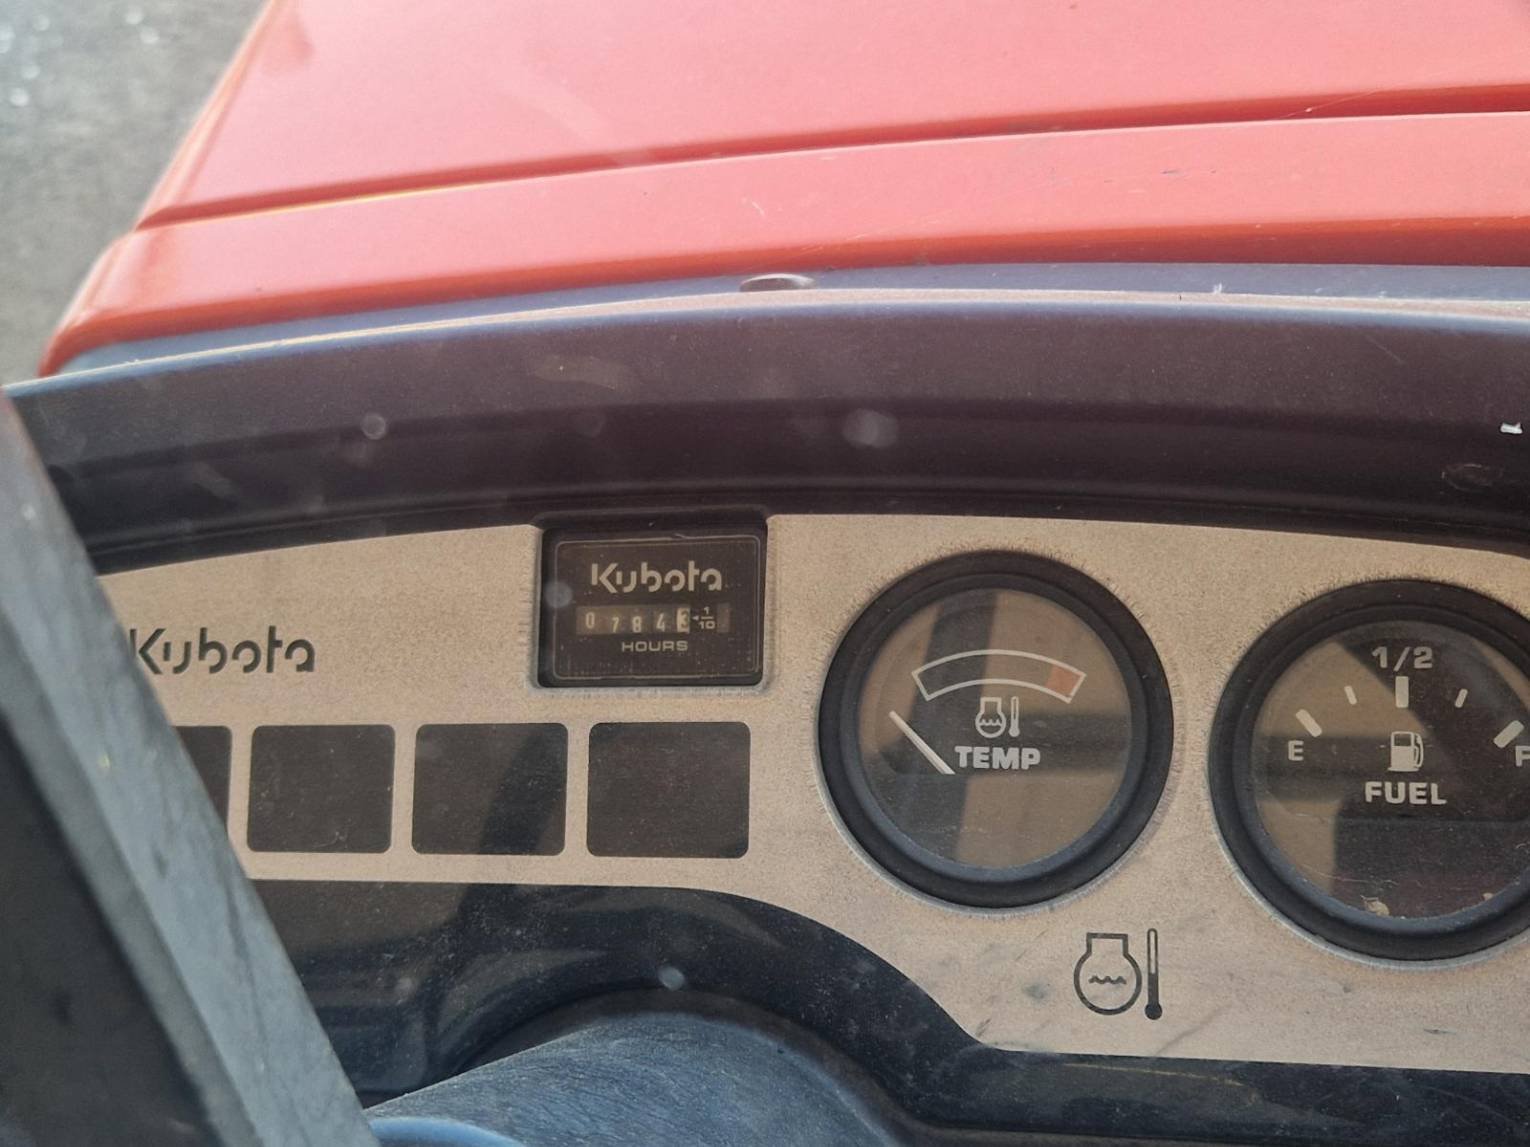 Kubota
07843
1/10
HOURS
Kubota
TEMP
1/2
E
F
FUEL